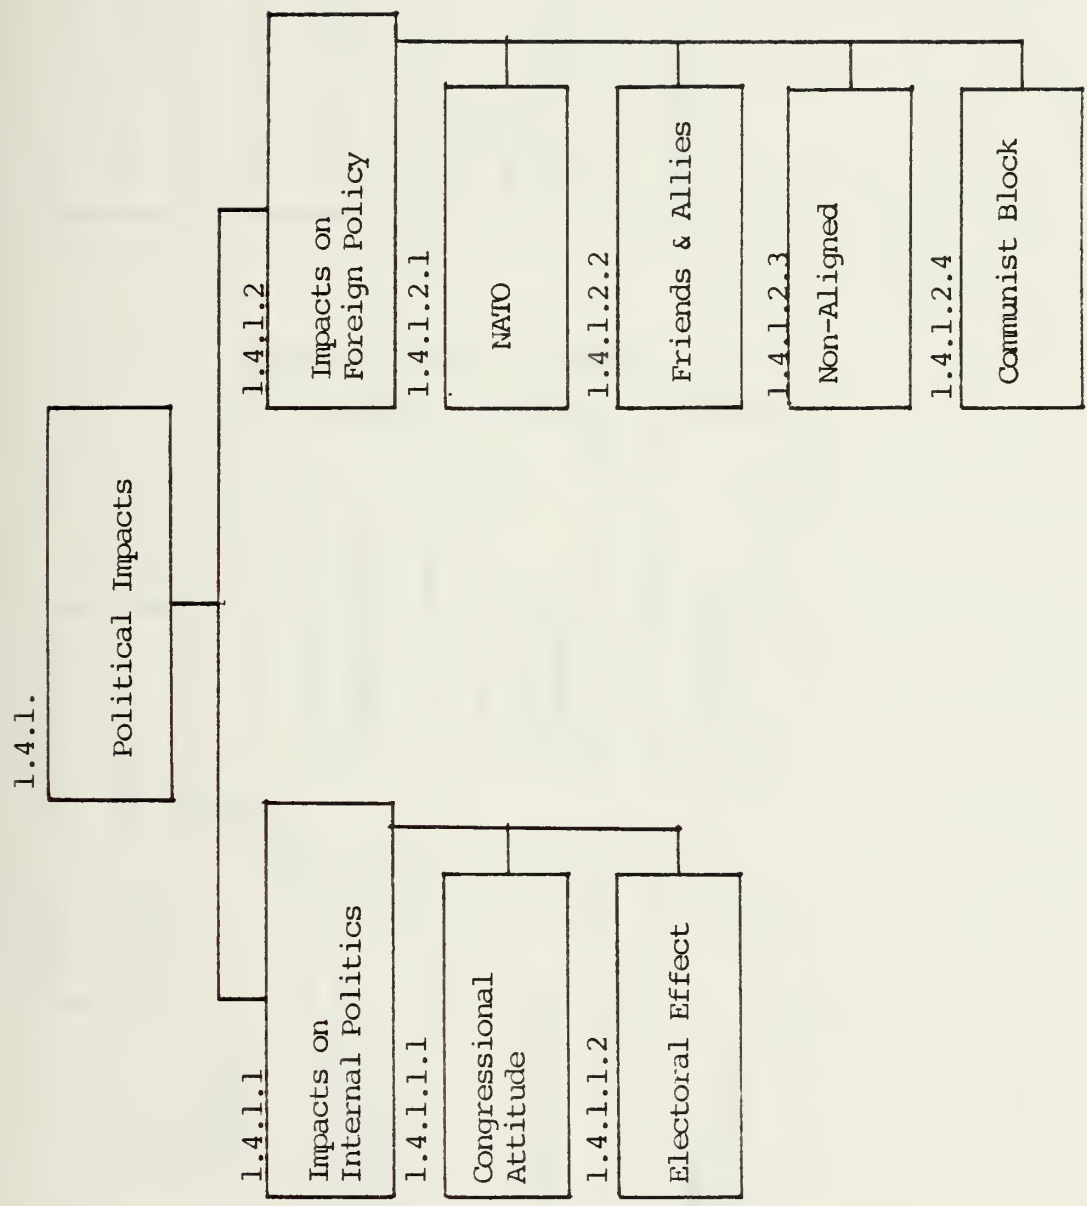 1.4.1.
Political Impacts
1.4.1.1
Impacts on
Internal Politics
1.4.1.1.1
Congressional
Attitude
1.4.1.1.2
Electoral Effect
1.4.1.2
Impacts on
Foreign Policy
1.4.1.2.1
NATO
1.4.1.2.2
Friends & Allies
1.4.1.2.3
Non-Aligned
1.4.1.2.4
Communist Block